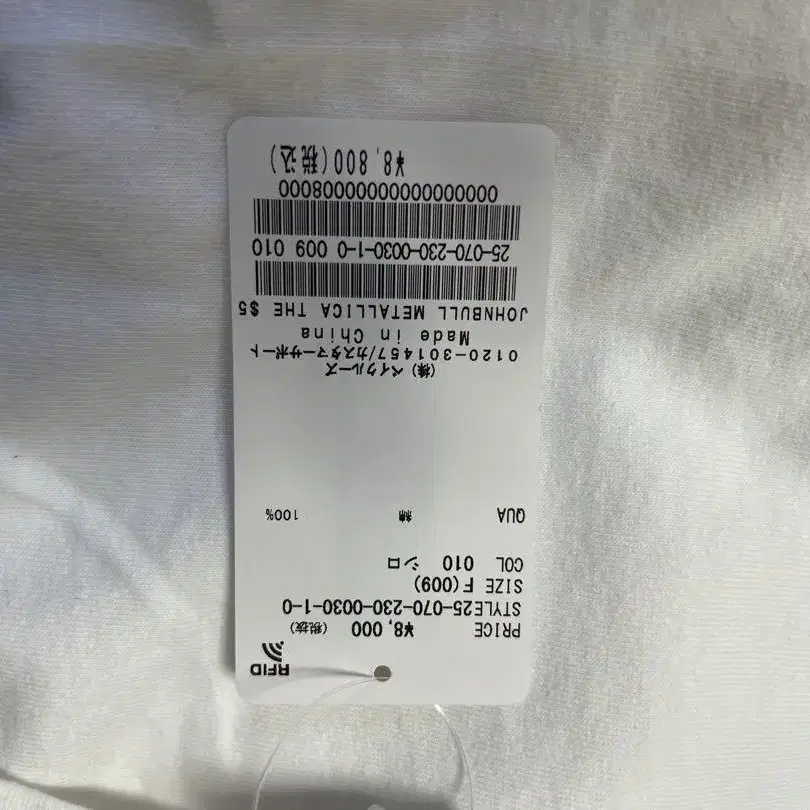 RFID
PRICE ¥8,000 (税抜)
STYLE25-070-230-0030-1-0
SIZE F(009)
COL 010 シロ
QUA 綿 100%
(株)ベイクルーズ
0120-301457/カスタマーサポート
Made in China
JOHNBULL METALLICA THE $5
25-070-230-0030-1-0 009 010
0000000000000000008000
¥8,800(税込)